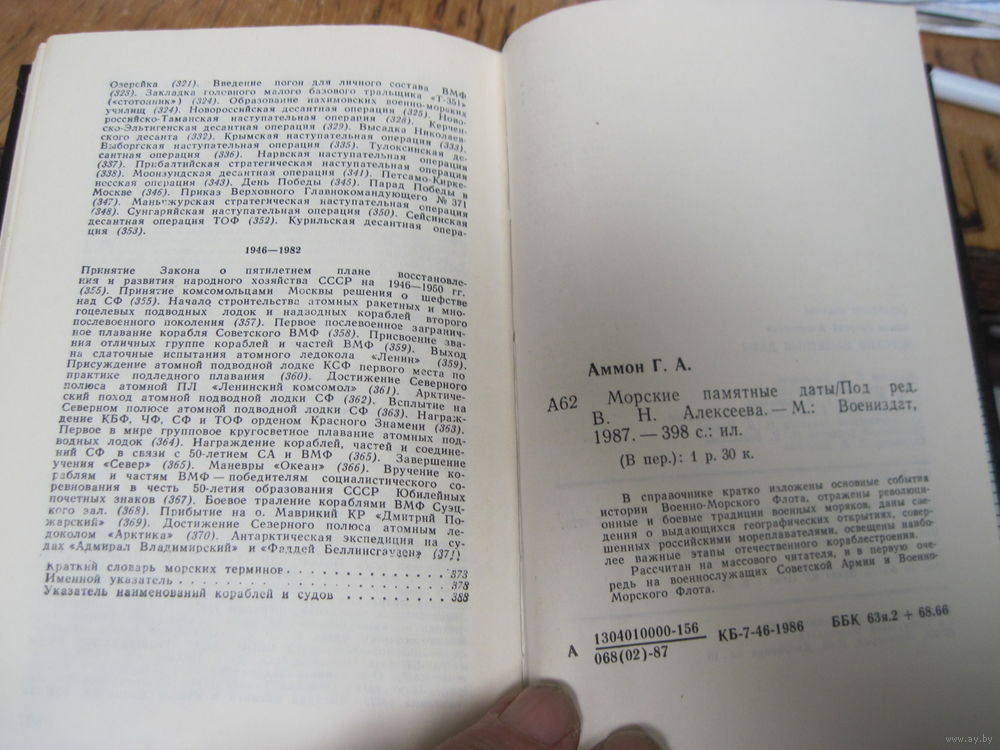 Озерейка (321). Введение погон для личного состава ВМФ
(323). Закладка головного малого базового тральщика «Т-351»
(«стотонник») (324). Образование нахимовских военно-морских
училищ (324). Новороссийская десантная операция (325). Ново-
российско-Таманская наступательная операция (328). Керчен-
ско-Эльтигенская десантная операция (329). Высадка Николаев-
ского десанта (332). Крымская наступательная операция (333).
Выборгская наступательная операция (335). Тулоксинская де-
сантная операция (336). Нарвская наступательная операция
(337). Прибалтийская стратегическая наступательная операция
(338). Моонзундская десантная операция (341). Петсамо-Кирке-
несская операция (343). День Победы (345). Парад Победы в
Москве (346). Приказ Верховного Главнокомандующего № 371
(347). Маньчжурская стратегическая наступательная операция
(348). Сунгарийская наступательная операция (350). Сейсинская
десантная операция ТОФ (352). Курильская десантная опера-
ция (353).
1946—1982
Принятие Закона о пятилетнем плане восстановле-
ния и развития народного хозяйства СССР на 1946—1950 гг.
(355). Принятие комсомольцами Москвы решения о шефстве
над СФ (355). Начало строительства атомных ракетных и мно-
гоцелевых подводных лодок и надводных кораблей второго
послевоенного поколения (357). Первое послевоенное загранич-
ное плавание корабля Советского ВМФ (358). Присвоение зва-
ния отличных группе кораблей и частей ВМФ (359). Выход
на сдаточные испытания атомного ледокола «Ленин» (359).
Присуждение атомной подводной лодке КСФ первого места по
практике подледного плавания (360). Достижение Северного
полюса атомной ПЛ «Ленинский комсомол» (361). Арктиче-
ский поход атомной подводной лодки СФ (362). Всплытие на
Северном полюсе атомной подводной лодки СФ (363). Награж-
дение КБФ, ЧФ, СФ и ТОФ орденом Красного Знамени (363).
Первое в мире групповое кругосветное плавание атомных под-
водных лодок (364). Награждение кораблей, частей и соедине-
ний СФ в связи с 50-летием СА и ВМФ (365). Завершение
учения «Север» (365). Маневры «Океан» (366). Вручение ко-
раблям и частям ВМФ — победителям социалистического со-
ревнования в честь 50-летия образования СССР Юбилейных
почетных знаков (367). Боевое траление кораблями ВМФ Суэц-
кого зал. (368). Прибытие на о. Маврикий КР «Дмитрий По-
жарский» (369). Достижение Северного полюса атомным ле-
доколом «Арктика» (370). Антарктическая экспедиция на су-
дах «Адмирал Владимирский» и «Фаддей Беллинсгаузен» (371)
Краткий словарь морских терминов . . . . . . . . . . . 373
Именной указатель . . . . . . . . . . . . . . . . . 378
Указатель наименований кораблей и судов . . . . . . . . . 388
Аммон Г. А.
А62 Морские памятные даты/Под ред.
В. Н. Алексеева. — М.: Воениздат,
1987. — 398 с.: ил.
(В пер.): 1 р. 30 к.
В справочнике кратко изложены основные события
истории Военно-Морского Флота, отражены революци-
онные и боевые традиции военных моряков, даны све-
дения о выдающихся географических открытиях, совер-
шенных российскими мореплавателями, освещены наибо-
лее важные этапы отечественного кораблестроения.
Рассчитан на массового читателя, и в первую оче-
редь на военнослужащих Советской Армии и Военно-
Морского Флота.
А 1304010000-156 КБ-7-46-1986 ББК 63я.2 + 68.66
068(02)-87
www.ay.by